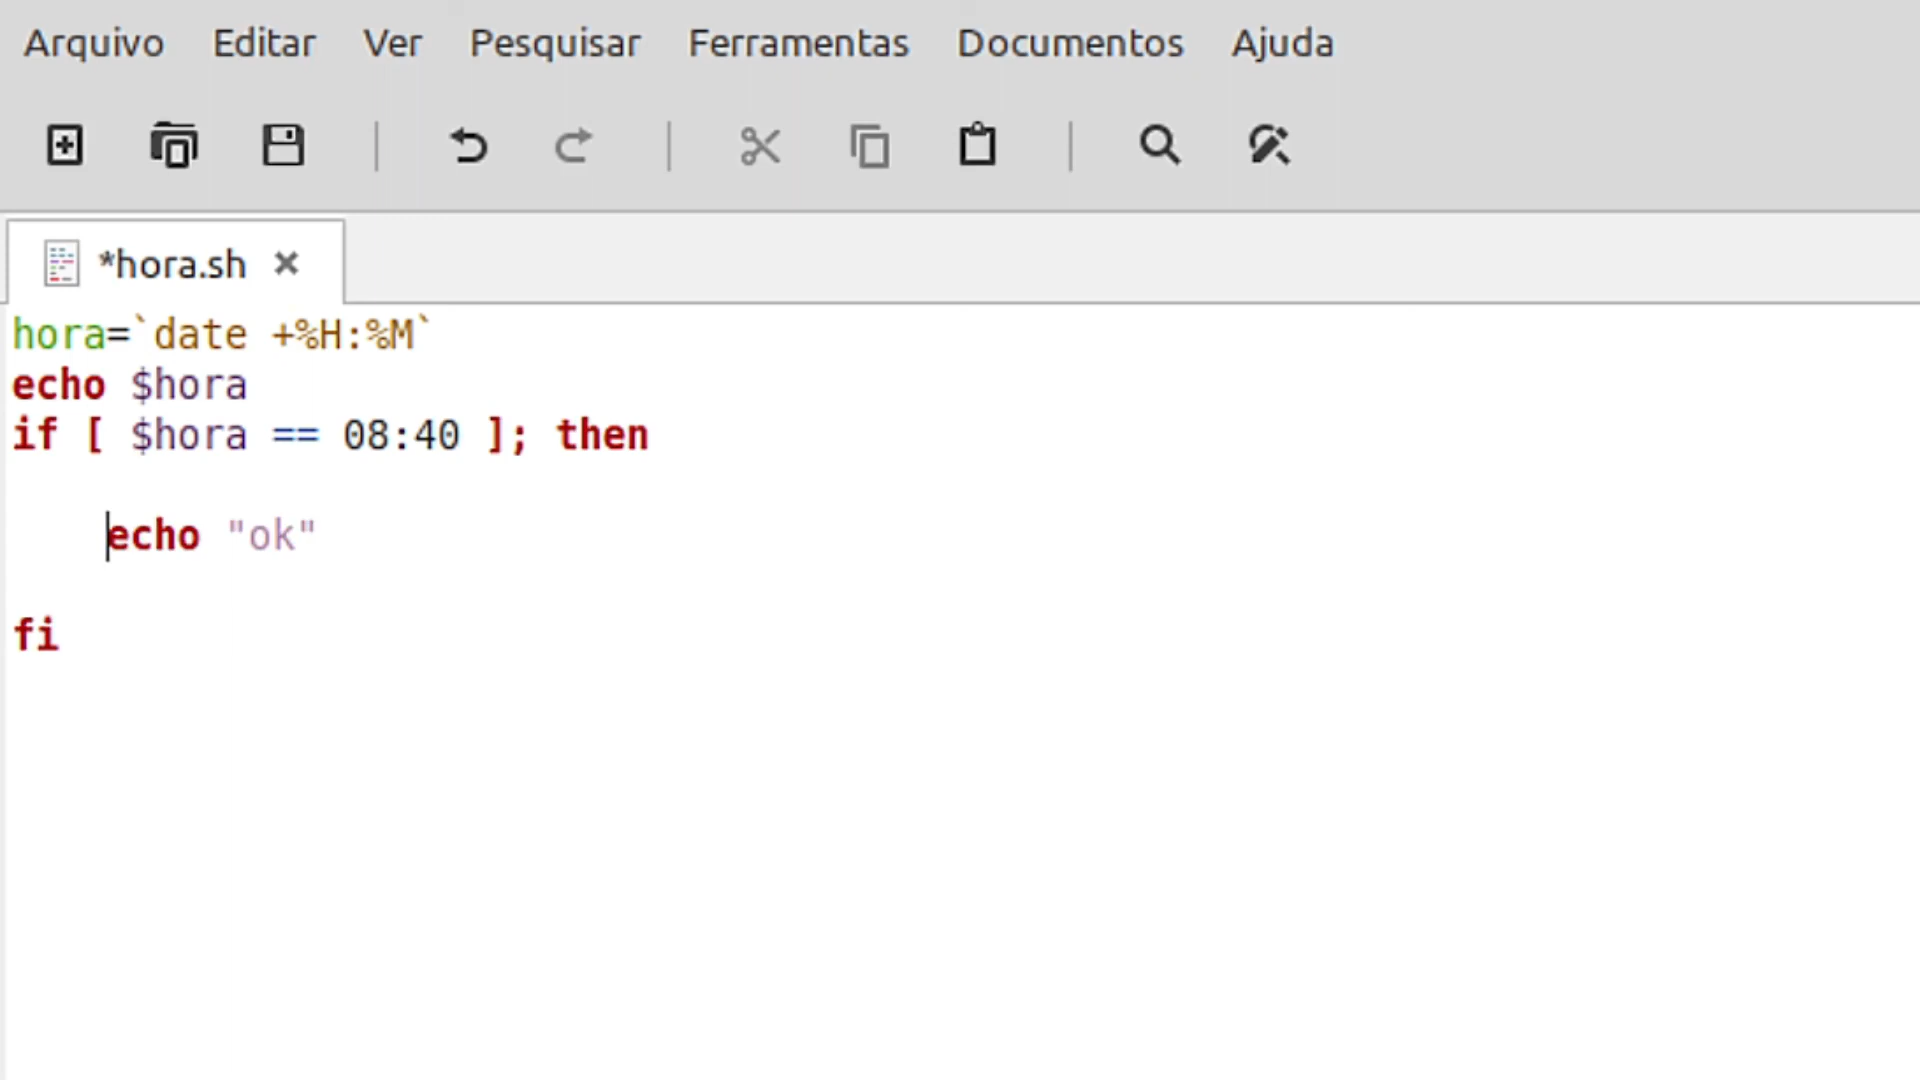 Arquivo Editar Ver Pesquisar Ferramentas Documentos Ajuda
*hora.sh
hora=`date +%H:%M`
echo $hora
if [ $hora == 08:40 ]; then
echo "ok"
fi